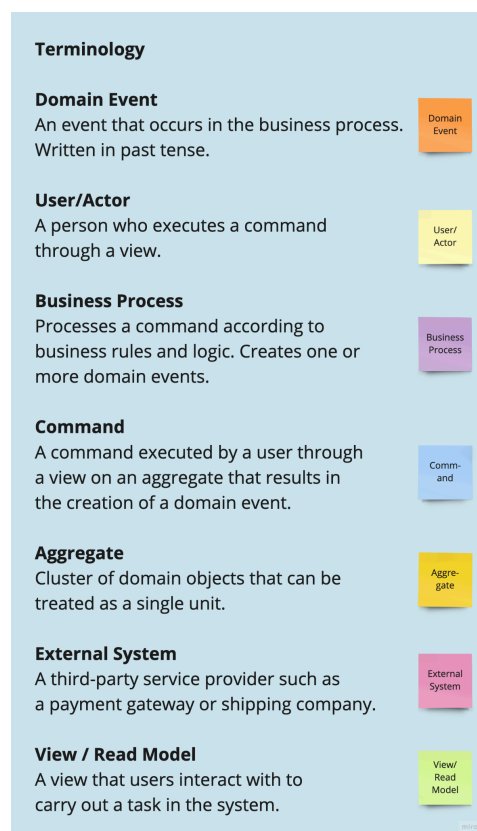 Terminology
Domain Event
An event that occurs in the business process.
Written in past tense.
Domain
Event
User/Actor
A person who executes a command
through a view.
User/
Actor
Business Process
Processes a command according to
business rules and logic. Creates one or
more domain events.
Business
Process
Command
A command executed by a user through
a view on an aggregate that results in
the creation of a domain event.
Comm-
and
Aggregate
Cluster of domain objects that can be
treated as a single unit.
Aggre-
gate
External System
A third-party service provider such as
a payment gateway or shipping company.
External
System
View / Read Model
A view that users interact with to
carry out a task in the system.
View/
Read
Model
miro